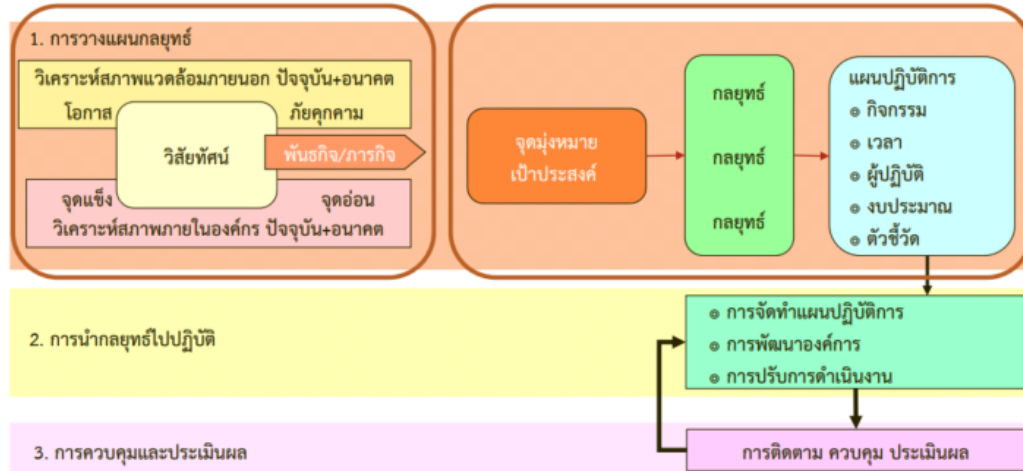 1. การวางแผนกลยุทธ์
วิเคราะห์สภาพแวดล้อมภายนอก ปัจจุบัน+อนาคต
โอกาส
ภัยคุกคาม
วิสัยทัศน์
พันธกิจ/ภารกิจ
จุดแข็ง
จุดอ่อน
วิเคราะห์สภาพภายในองค์กร ปัจจุบัน+อนาคต
จุดมุ่งหมาย
เป้าประสงค์
กลยุทธ์
กลยุทธ์
กลยุทธ์
แผนปฏิบัติการ
๏ กิจกรรม
๏ เวลา
๏ ผู้ปฏิบัติ
๏ งบประมาณ
๏ ตัวชี้วัด
2. การนำกลยุทธ์ไปปฏิบัติ
๏ การจัดทำแผนปฏิบัติการ
๏ การพัฒนาองค์การ
๏ การปรับการดำเนินงาน
3. การควบคุมและประเมินผล
การติดตาม ควบคุม ประเมินผล